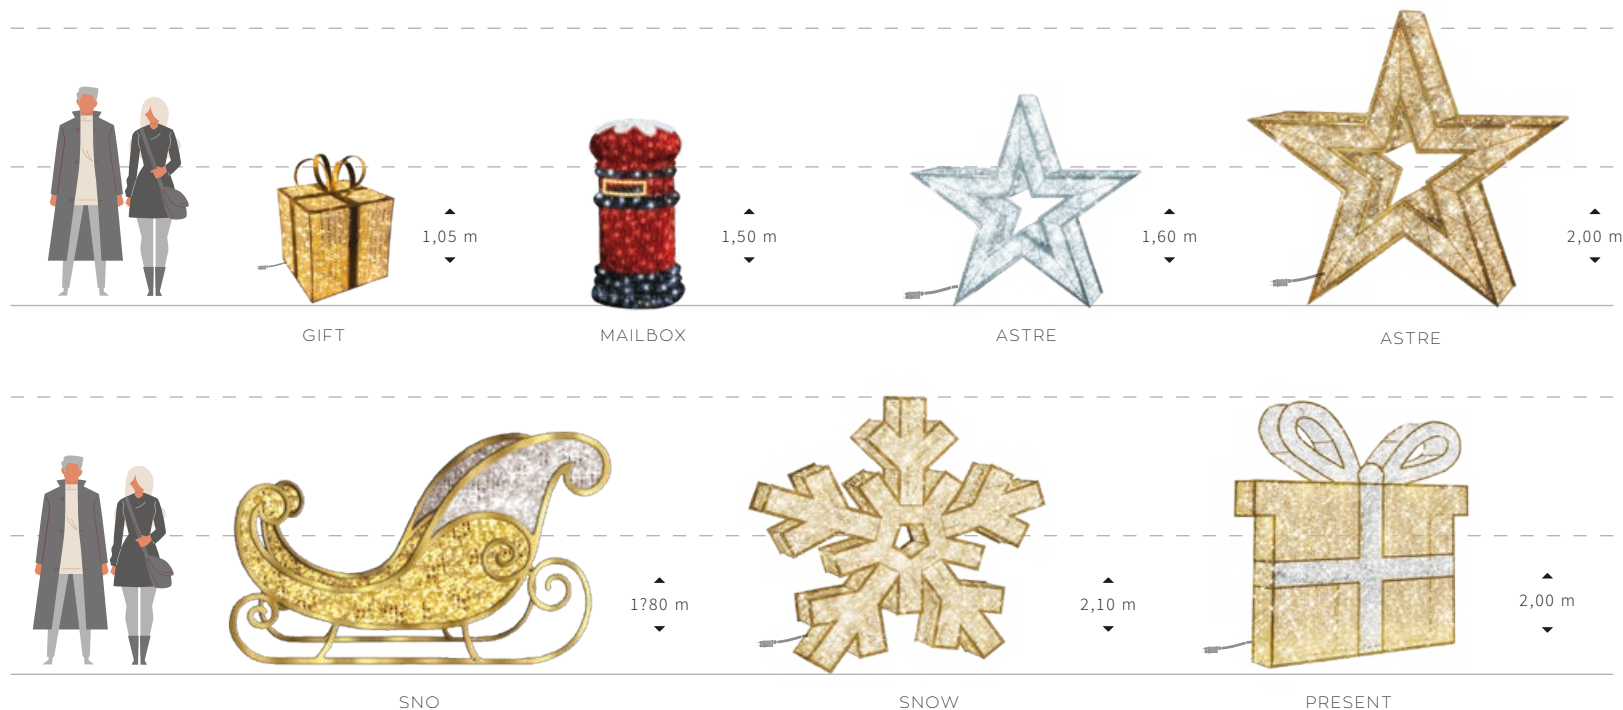 1,05 m
1,50 m
1,60 m
2,00 m
GIFT
MAILBOX
ASTRE
ASTRE
1?80 m
2,10 m
2,00 m
SNO
SNOW
PRESENT